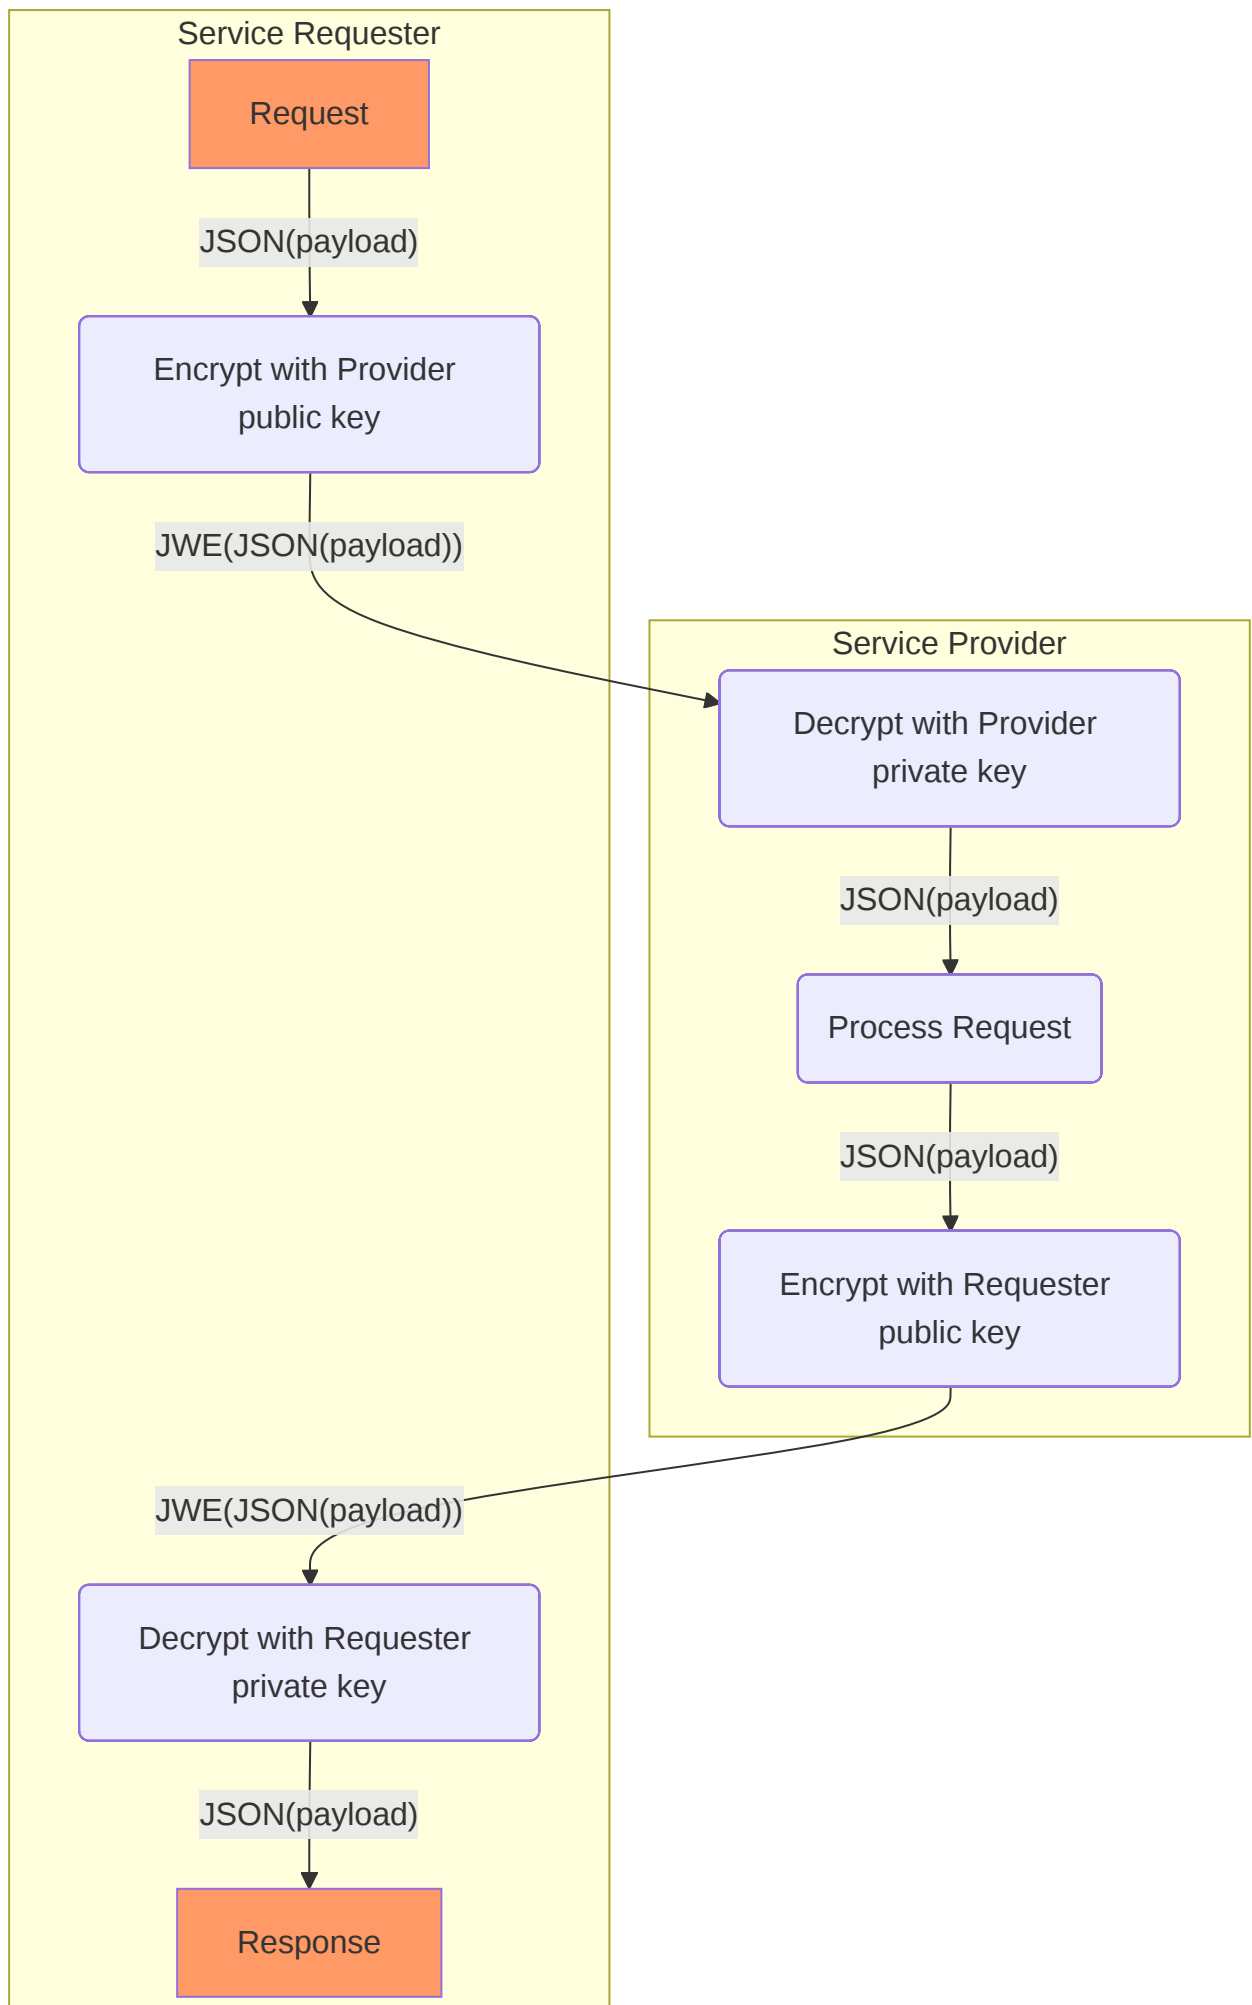 Service Requester
Request
JSON(payload)
Encrypt with Provider
public key
JWE(JSON(payload))
Service Provider
Decrypt with Provider
private key
JSON(payload)
Process Request
JSON(payload)
Encrypt with Requester
public key
JWE(JSON(payload))
Decrypt with Requester
private key
JSON(payload)
Response